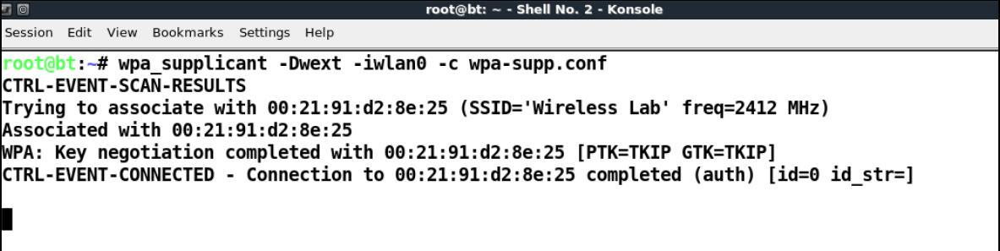 root@bt: ~ - Shell No. 2 - Konsole
Session Edit View Bookmarks Settings Help
root@bt:~# wpa_supplicant -Dwext -iwlan0 -c wpa-supp.conf
CTRL-EVENT-SCAN-RESULTS
Trying to associate with 00:21:91:d2:8e:25 (SSID='Wireless Lab' freq=2412 MHz)
Associated with 00:21:91:d2:8e:25
WPA: Key negotiation completed with 00:21:91:d2:8e:25 [PTK=TKIP GTK=TKIP]
CTRL-EVENT-CONNECTED - Connection to 00:21:91:d2:8e:25 completed (auth) [id=0 id_str=]